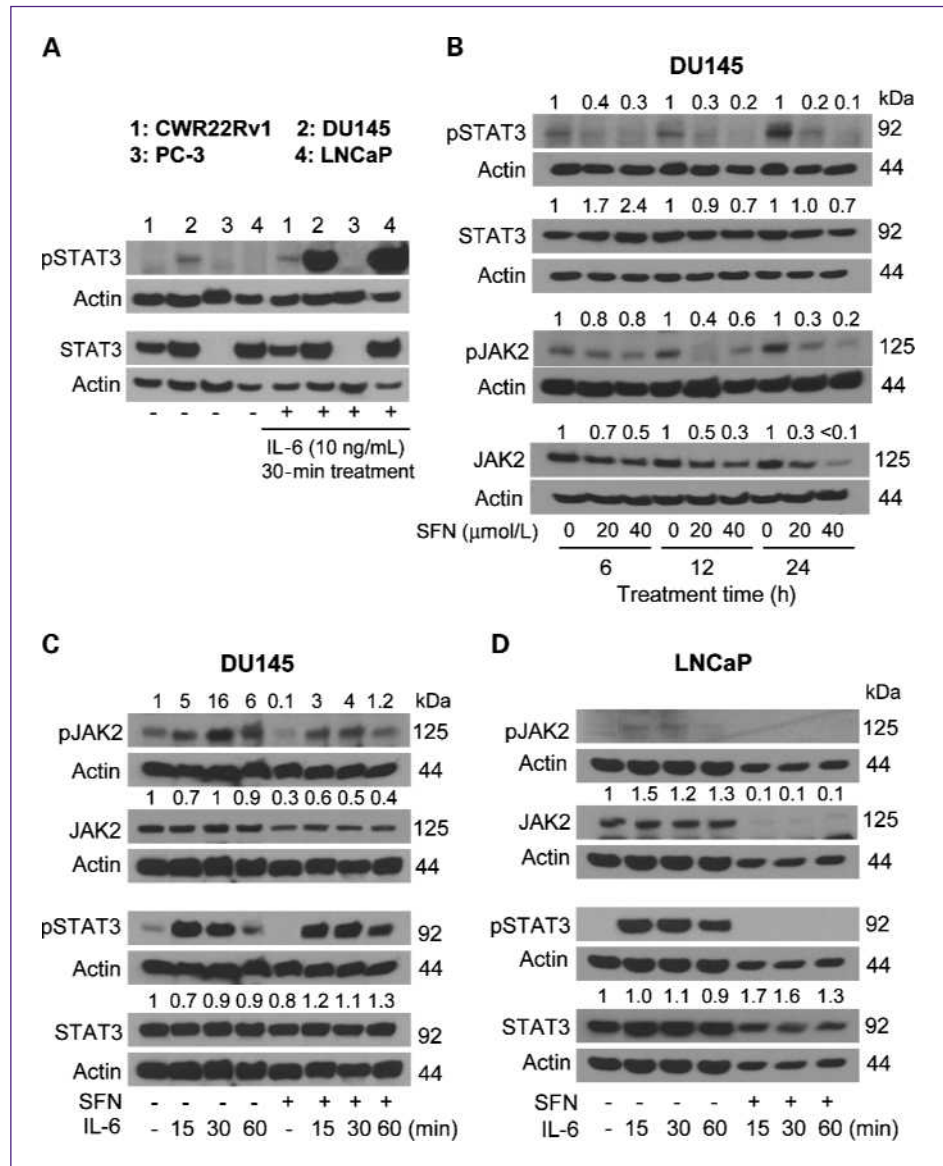 A
1: CWR22Rv1 2: DU145
3: PC-3 4: LNCaP
1 2 3 4 1 2 3 4
pSTAT3
Actin
STAT3
Actin
- - - - + + + +
IL-6 (10 ng/mL)
30-min treatment
B
DU145
1 0.4 0.3 1 0.3 0.2 1 0.2 0.1 kDa
pSTAT3 92
Actin 44
1 1.7 2.4 1 0.9 0.7 1 1.0 0.7
STAT3 92
Actin 44
1 0.8 0.8 1 0.4 0.6 1 0.3 0.2
pJAK2 125
Actin 44
1 0.7 0.5 1 0.5 0.3 1 0.3 <0.1
JAK2 125
Actin 44
SFN (μmol/L) 0 20 40 0 20 40 0 20 40
6 12 24
Treatment time (h)
C
DU145
1 5 16 6 0.1 3 4 1.2 kDa
pJAK2 125
Actin 44
1 0.7 1 0.9 0.3 0.6 0.5 0.4
JAK2 125
Actin 44
pSTAT3 92
Actin 44
1 0.7 0.9 0.9 0.8 1.2 1.1 1.3
STAT3 92
Actin 44
SFN - - - - + + + +
IL-6 - 15 30 60 - 15 30 60 (min)
D
LNCaP
kDa
pJAK2 125
Actin 44
1 1.5 1.2 1.3 0.1 0.1 0.1
JAK2 125
Actin 44
pSTAT3 92
Actin 44
1 1.0 1.1 0.9 1.7 1.6 1.3
STAT3 92
Actin 44
SFN - - - - + + +
IL-6 - 15 30 60 15 30 60 (min)